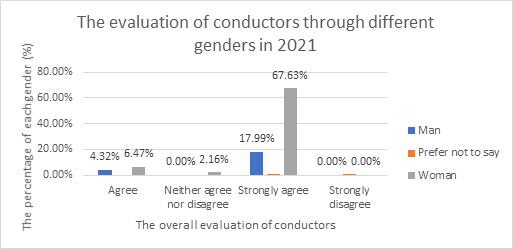 The evaluation of conductors through different
genders in 2021
The percentage of each gender (%)
80.00%
60.00%
40.00%
20.00%
0.00%
4.32%
6.47%
0.00%
2.16%
17.99%
67.63%
0.00%
0.00%
Agree
Neither agree
nor disagree
Strongly agree
Strongly
disagree
The overall evaluation of conductors
Man
Prefer not to say
Woman